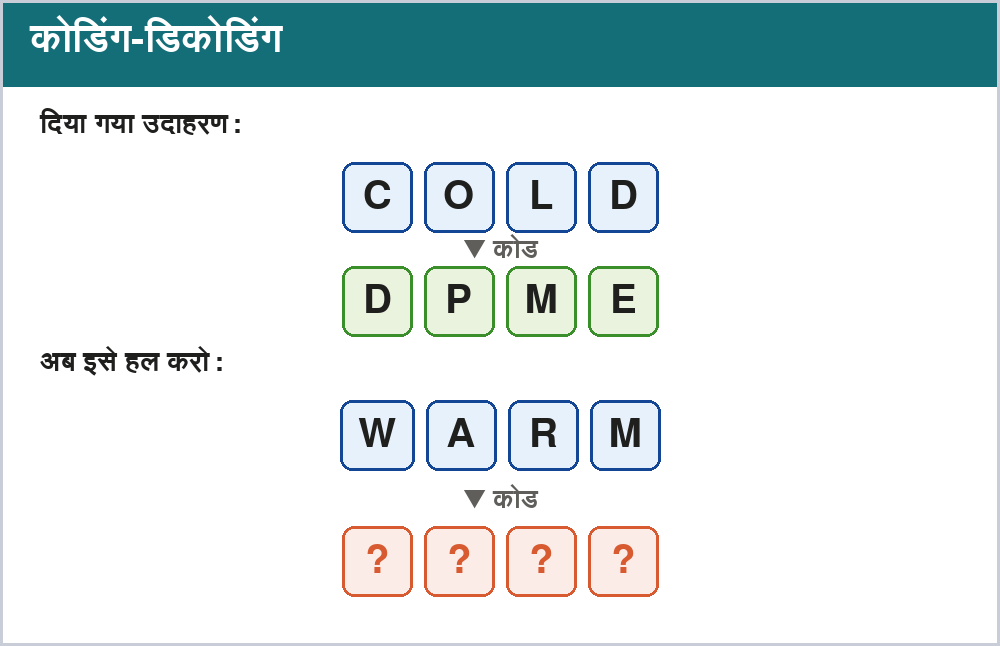 कोडिंग-डिकोडिंग
दिया गया उदाहरण :
C O L D
▼ कोड
D P M E
अब इसे हल करो :
W A R M
▼ कोड
? ? ? ?